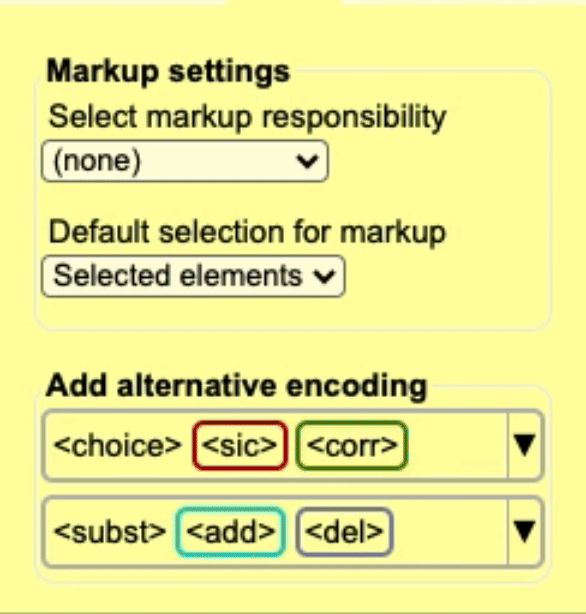 Markup settings
Select markup responsibility
(none)
Default selection for markup
Selected elements
Add alternative encoding
<choice> <sic> <corr>
<subst> <add> <del>